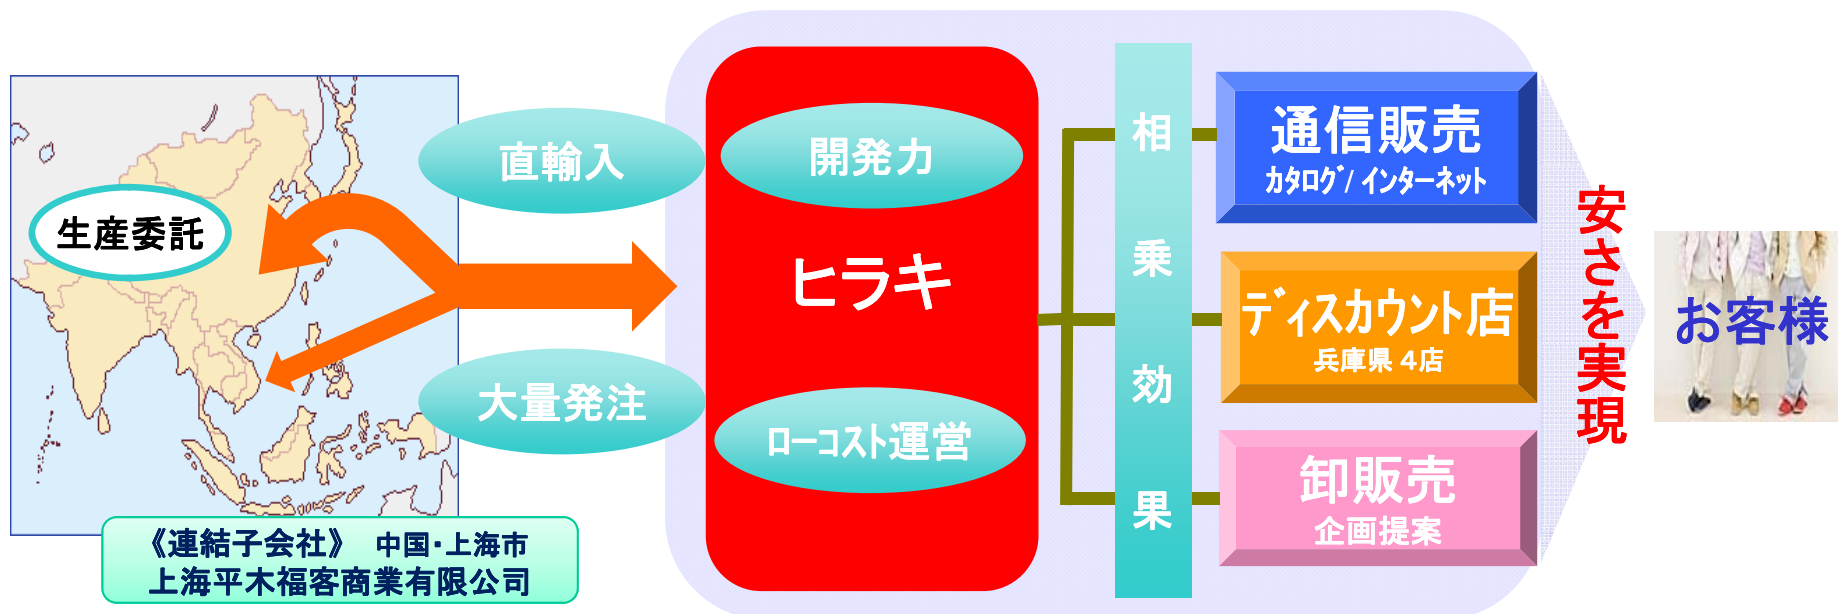 生産委託
《連結子会社》 中国・上海市
上海平木福客商業有限公司
直輸入
大量発注
開発力
ヒラキ
ローコスト運営
相乗効果
通信販売
カタログ/インターネット
ディスカウント店
兵庫県 4店
卸販売
企画提案
安さを実現
お客様